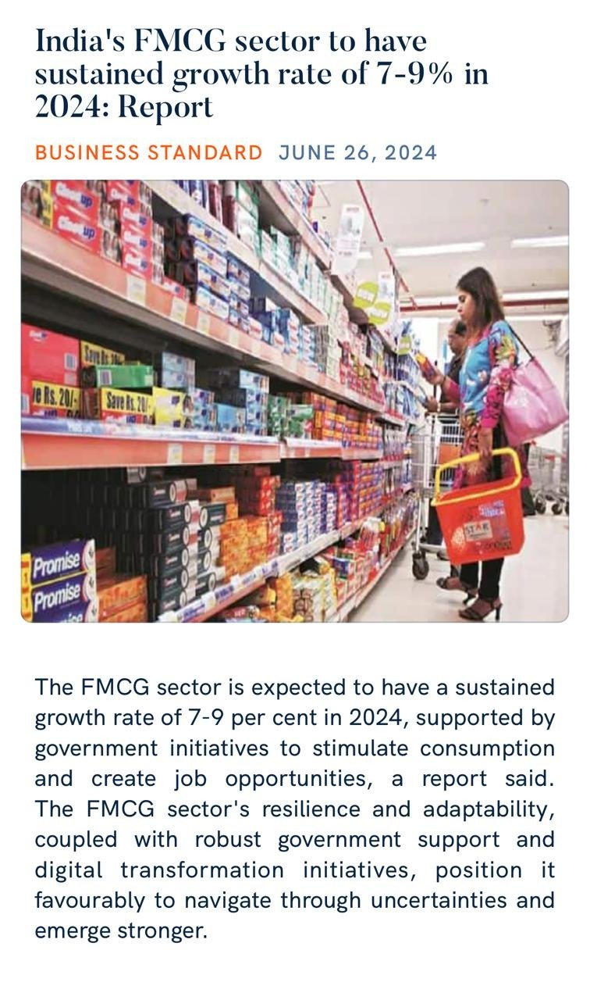 India's FMCG sector to have
sustained growth rate of 7-9% in
2024: Report
BUSINESS STANDARD JUNE 26, 2024
Save Rs. 20/-
Save Rs. 20/-
Promise
Promise
STAR
The FMCG sector is expected to have a sustained
growth rate of 7-9 per cent in 2024, supported by
government initiatives to stimulate consumption
and create job opportunities, a report said.
The FMCG sector's resilience and adaptability,
coupled with robust government support and
digital transformation initiatives, position it
favourably to navigate through uncertainties and
emerge stronger.